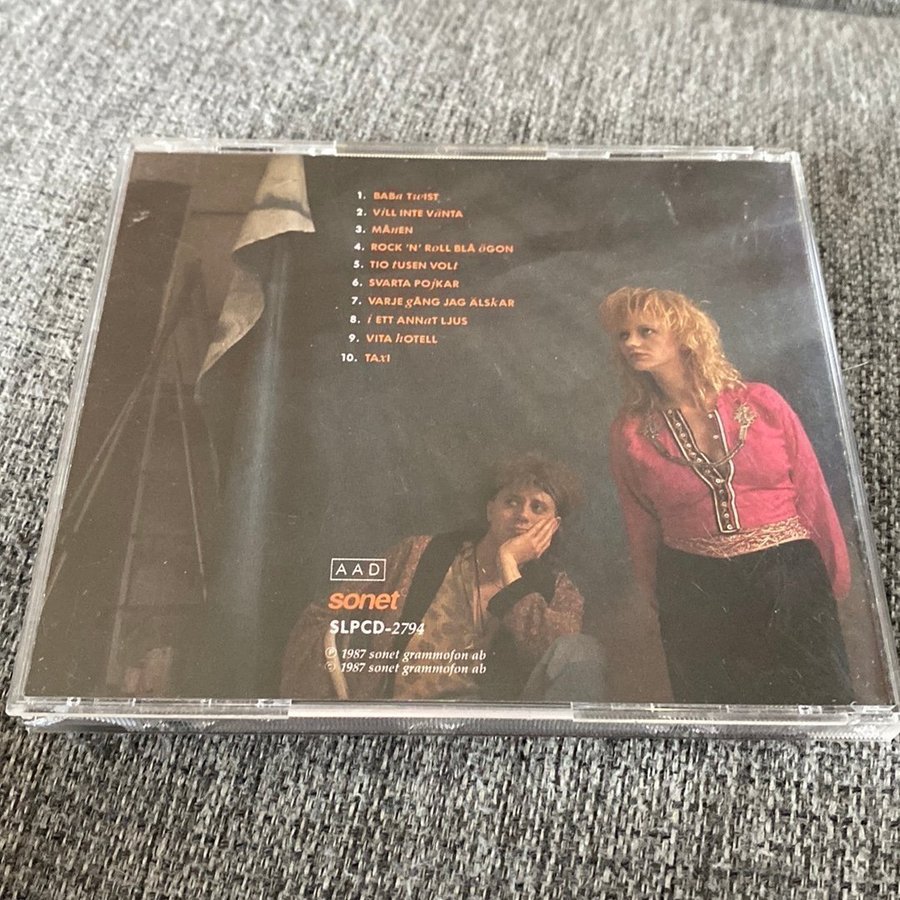 1. BABa TwIST
2. ViLL INTE VäNTA
3. MÅnEN
4. ROCK 'N' RoLL BLÅ öGON
5. TIO tUSEN VOLt
6. SVARTA POjKAR
7. VARJE gÅNG JAG ÄLSkAR
8. i ETT ANNaT LJUS
9. VITA hOTELL
10. TAxI
AAD
sonet
SLPCD-2794
℗ 1987 sonet grammofon ab
© 1987 sonet grammofon ab